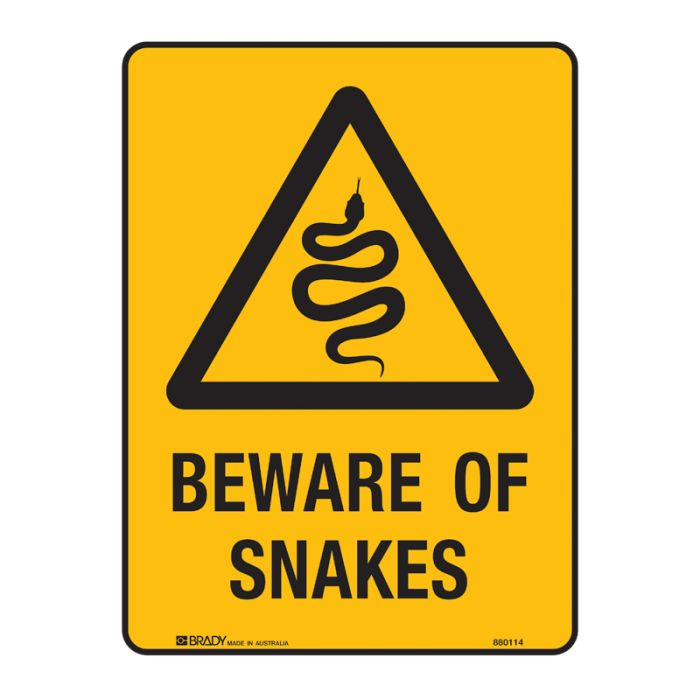 BEWARE OF
SNAKES
BRADY MADE IN AUSTRALIA 880114